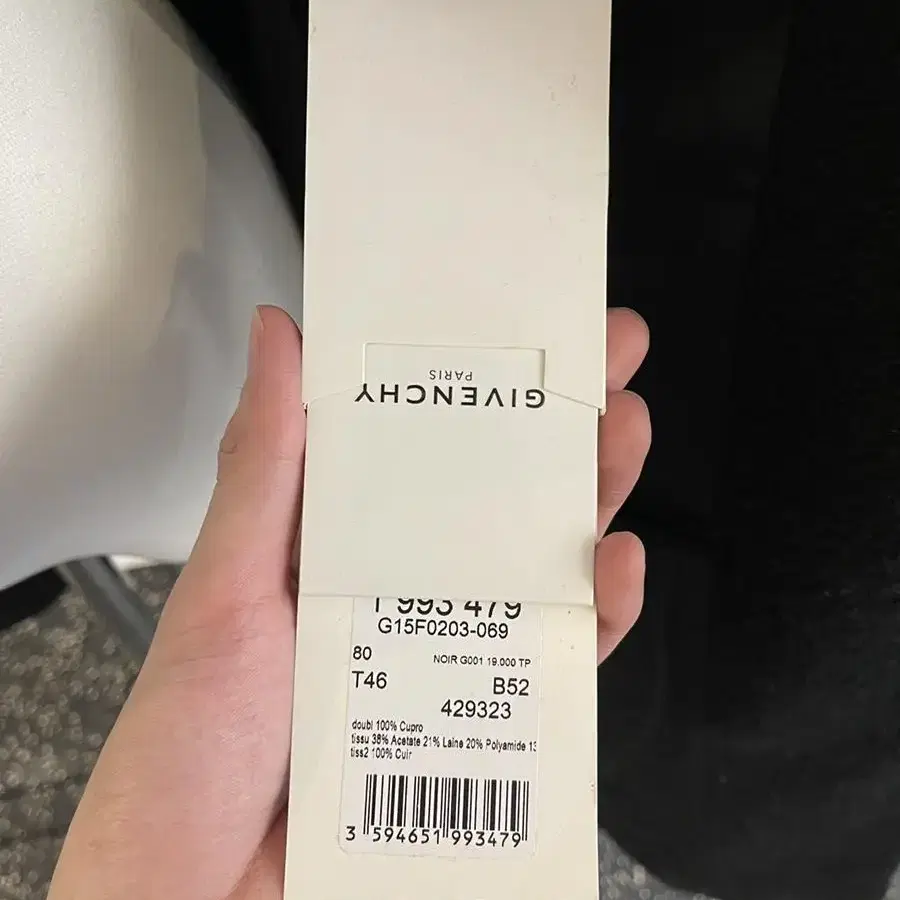 GIVENCHY
PARIS
1 993 479
G15F0203-069
80 NOIR G001 19.000 TP
T46 B52
429323
doubl 100% Cupro
tissu 38% Acetate 21% Laine 20% Polyamide 13
tiss2 100% Cuir
3 594651 993479